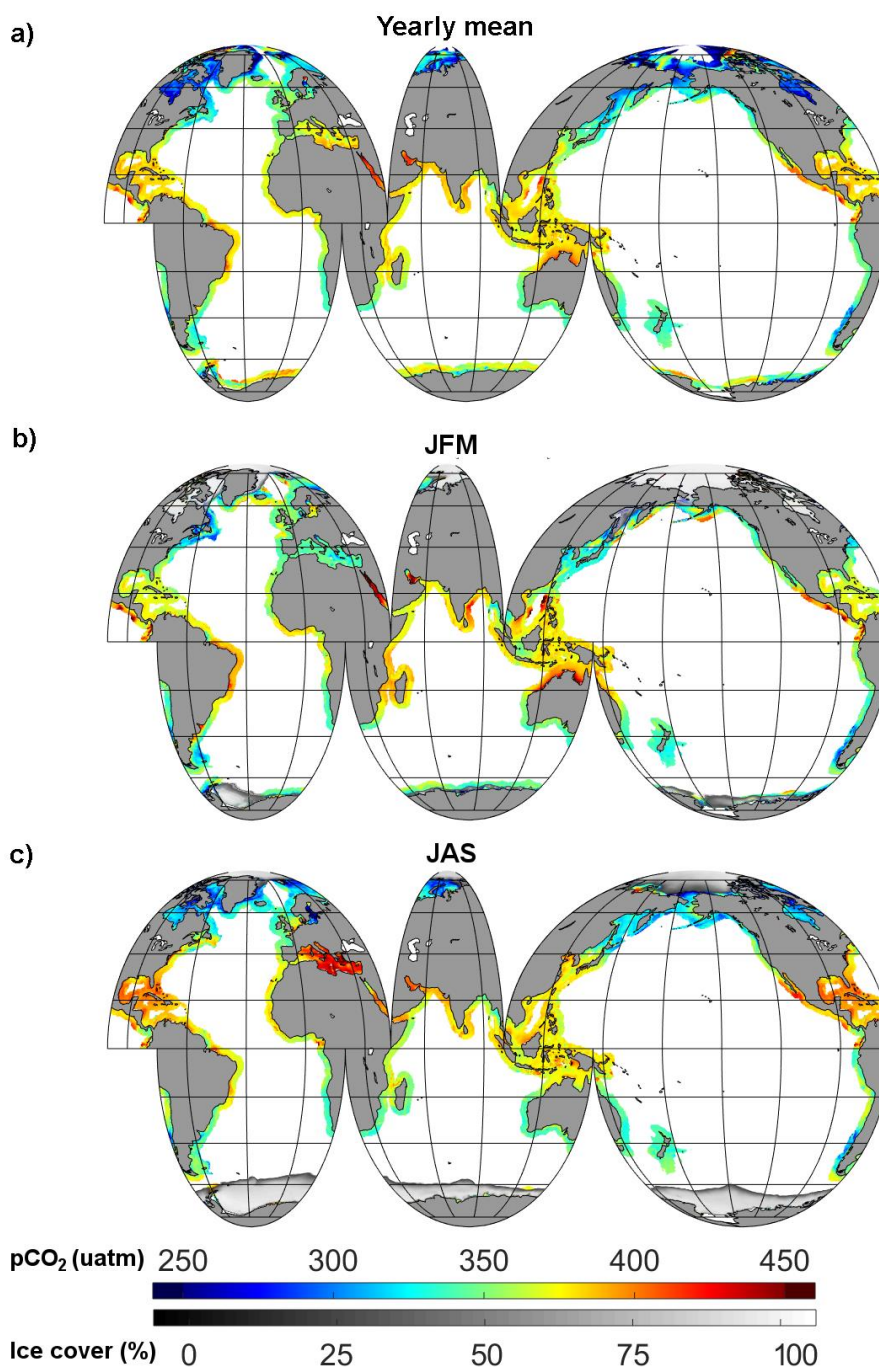 a)
Yearly mean
b)
JFM
c)
JAS
pCO₂ (uatm) 250 300 350 400 450
Ice cover (%) 0 25 50 75 100